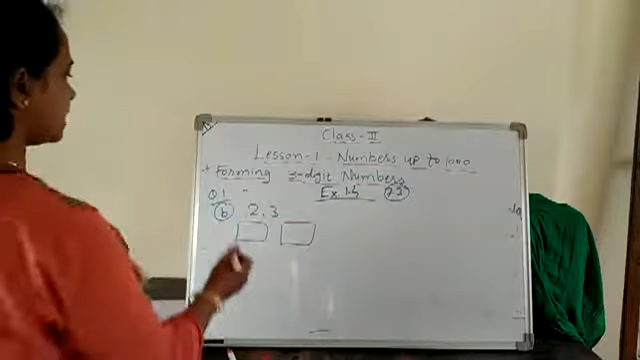 Class - II
Lesson - 1 Numbers up to 1000
* Forming 3-digit Numbers
Ex 1.5
Q1 -
(b) 2, 3